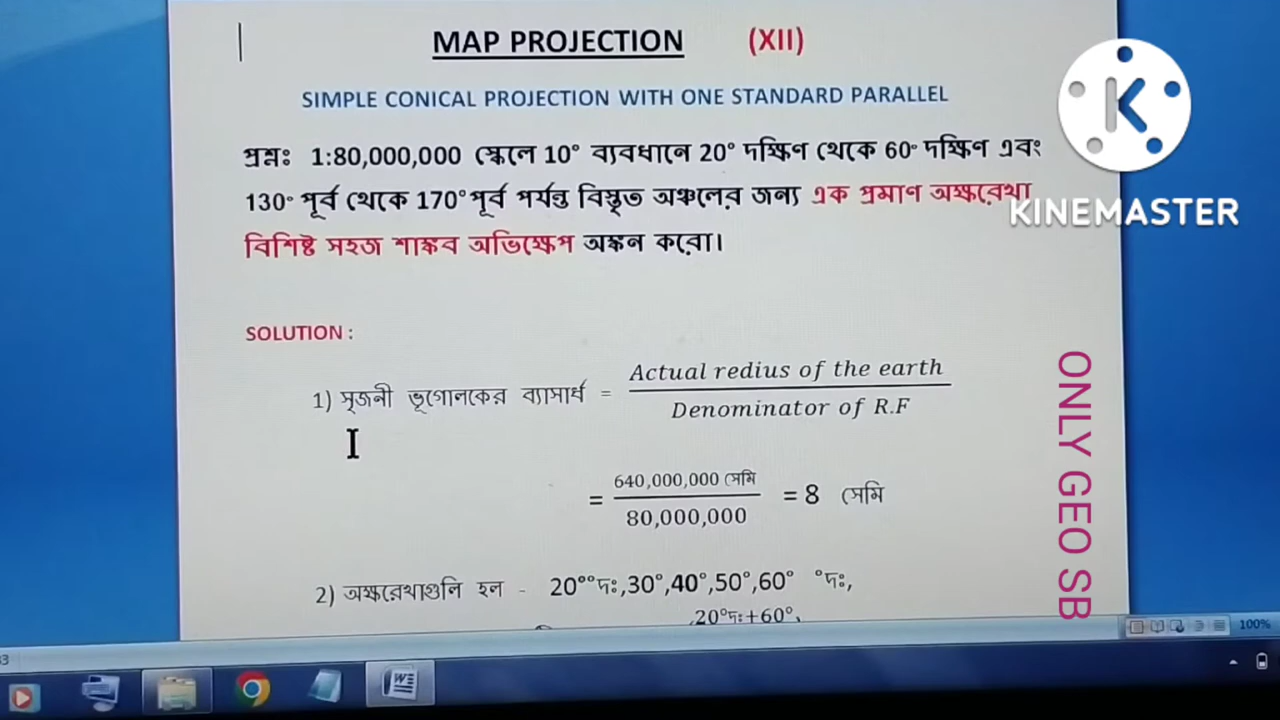 MAP PROJECTION (XII)
SIMPLE CONICAL PROJECTION WITH ONE STANDARD PARALLEL
প্রশ্নঃ 1:80,000,000 স্কেলে 10° ব্যবধানে 20° দক্ষিণ থেকে 60° দক্ষিণ এবং
130° পূর্ব থেকে 170° পূর্ব পর্যন্ত বিস্তৃত অঞ্চলের জন্য এক প্রমাণ অক্ষরেখা
বিশিষ্ট সহজ শাঙ্কব অভিক্ষেপ অঙ্কন করো।
KINEMASTER
SOLUTION :
1) সৃজনী ভূগোলকের ব্যাসার্ধ = Actual redius of the earth
Denominator of R.F
= 640,000,000 সেমি = 8 সেমি
80,000,000
2) অক্ষরেখাগুলি হল - 20°°দঃ,30°,40°,50°,60° °দঃ,
20°দঃ+60°
ONLY GEO SB
100%